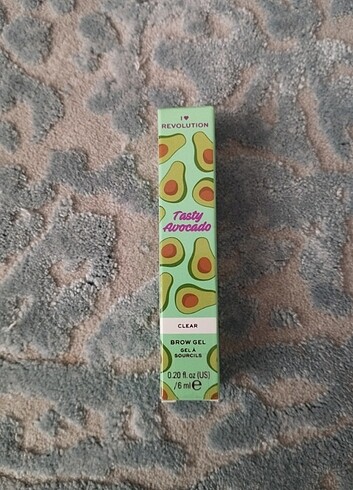 I ♥
REVOLUTION
Tasty
Avocado
CLEAR
BROW GEL
GEL À
SOURCILS
0.20 fl. oz (US)
/6 ml ℮